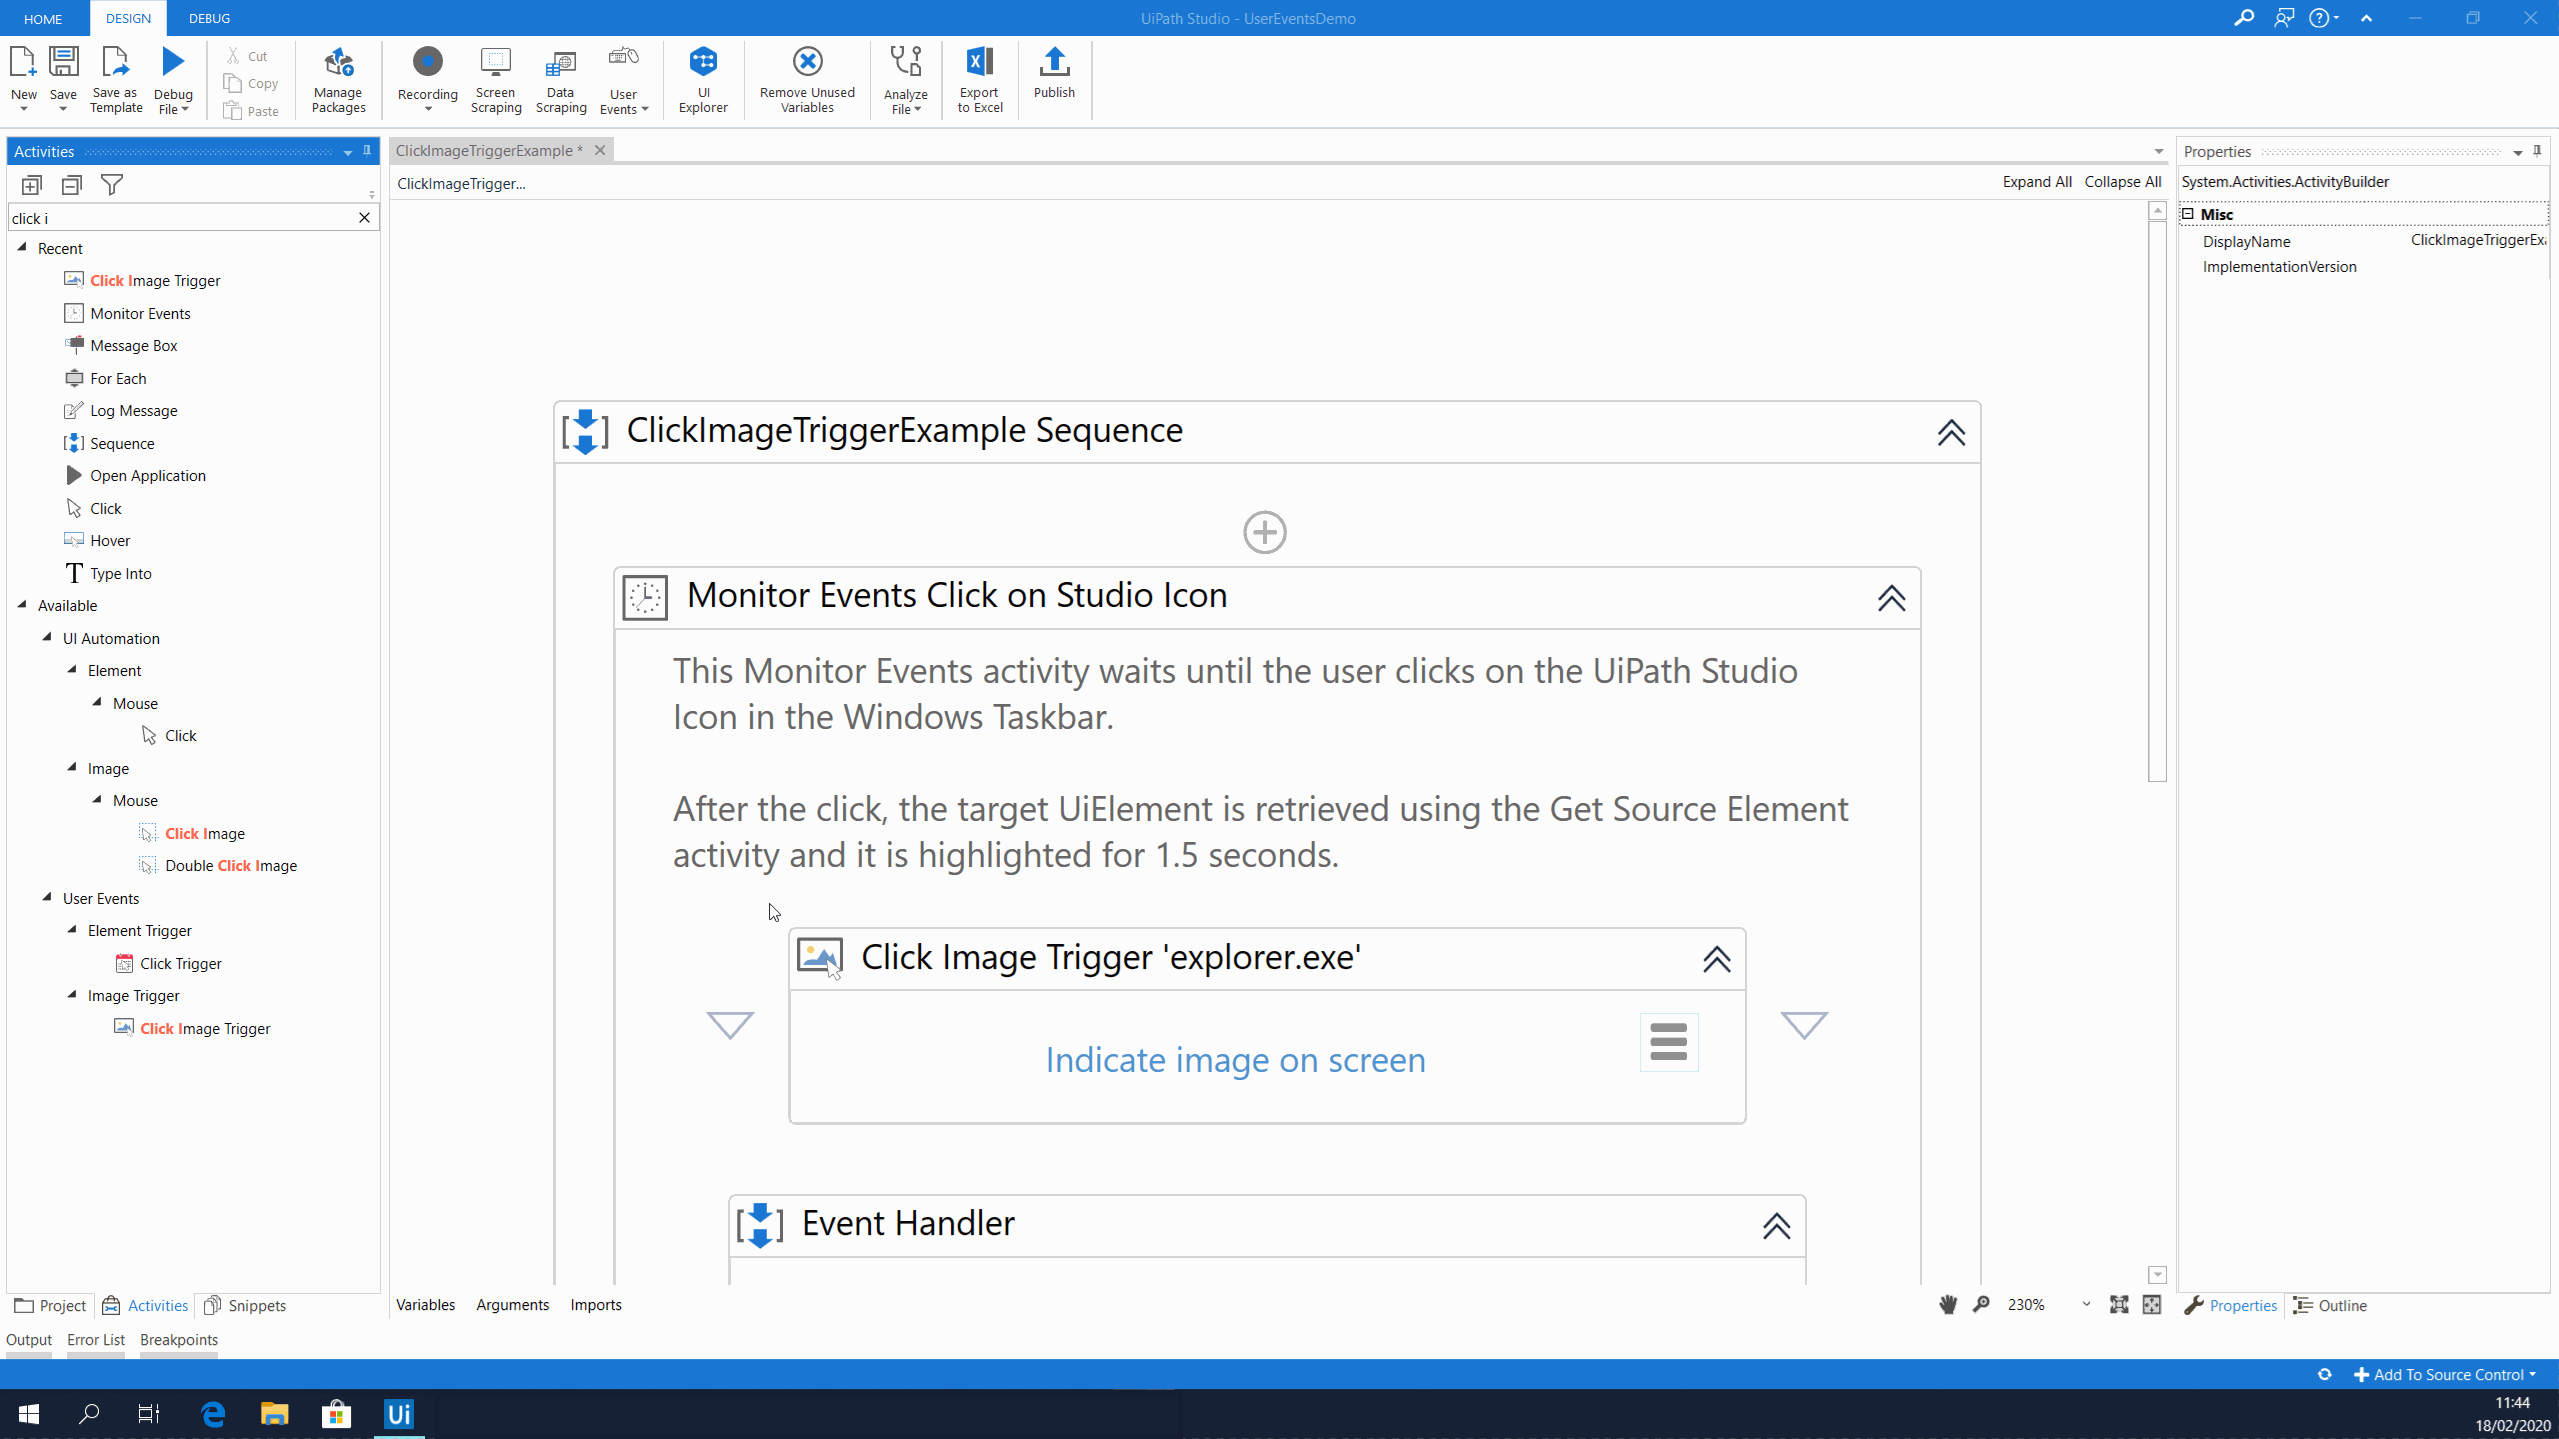 HOME DESIGN DEBUG UiPath Studio - UserEventsDemo
New Save Save as Template Debug File Cut Copy Paste Manage Packages Recording Screen Scraping Data Scraping User Events UI Explorer Remove Unused Variables Analyze File Export to Excel Publish
Activities
click i
Recent
Click Image Trigger
Monitor Events
Message Box
For Each
Log Message
Sequence
Open Application
Click
Hover
Type Into
Available
UI Automation
Element
Mouse
Click
Image
Mouse
Click Image
Double Click Image
User Events
Element Trigger
Click Trigger
Image Trigger
Click Image Trigger
Project Activities Snippets
ClickImageTriggerExample *
ClickImageTrigger...
Expand All Collapse All
ClickImageTriggerExample Sequence
Monitor Events Click on Studio Icon
This Monitor Events activity waits until the user clicks on the UiPath Studio
Icon in the Windows Taskbar.
After the click, the target UiElement is retrieved using the Get Source Element
activity and it is highlighted for 1.5 seconds.
Click Image Trigger 'explorer.exe'
Indicate image on screen
Event Handler
Variables Arguments Imports
230%
Properties
System.Activities.ActivityBuilder
Misc
DisplayName ClickImageTriggerExa
ImplementationVersion
Properties Outline
Output Error List Breakpoints
Add To Source Control
Ui
11:44
18/02/2020